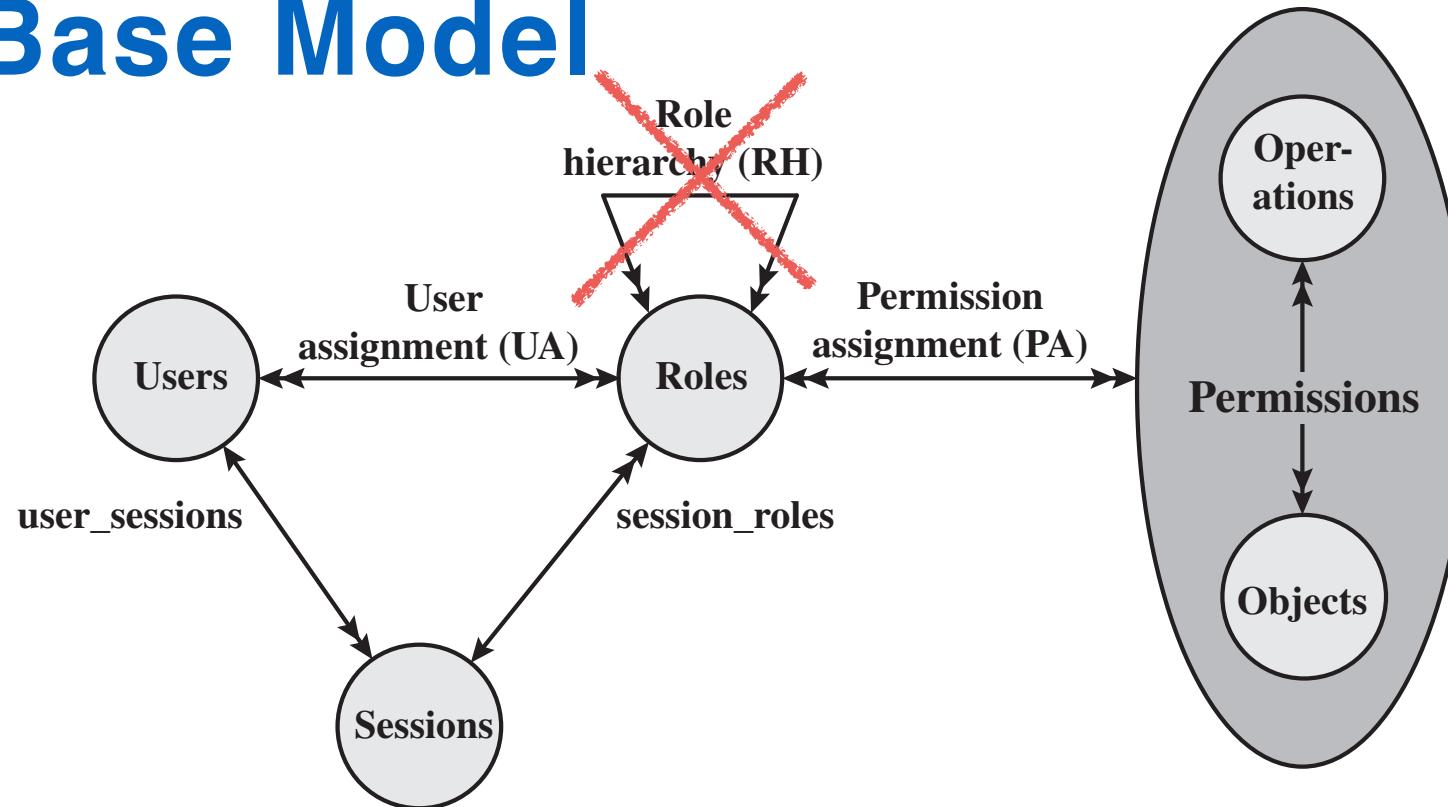 Base Model
Role
hierarchy (RH)
Oper-
ations
User
assignment (UA)
Permission
assignment (PA)
Users
Roles
Permissions
user_sessions
session_roles
Objects
Sessions